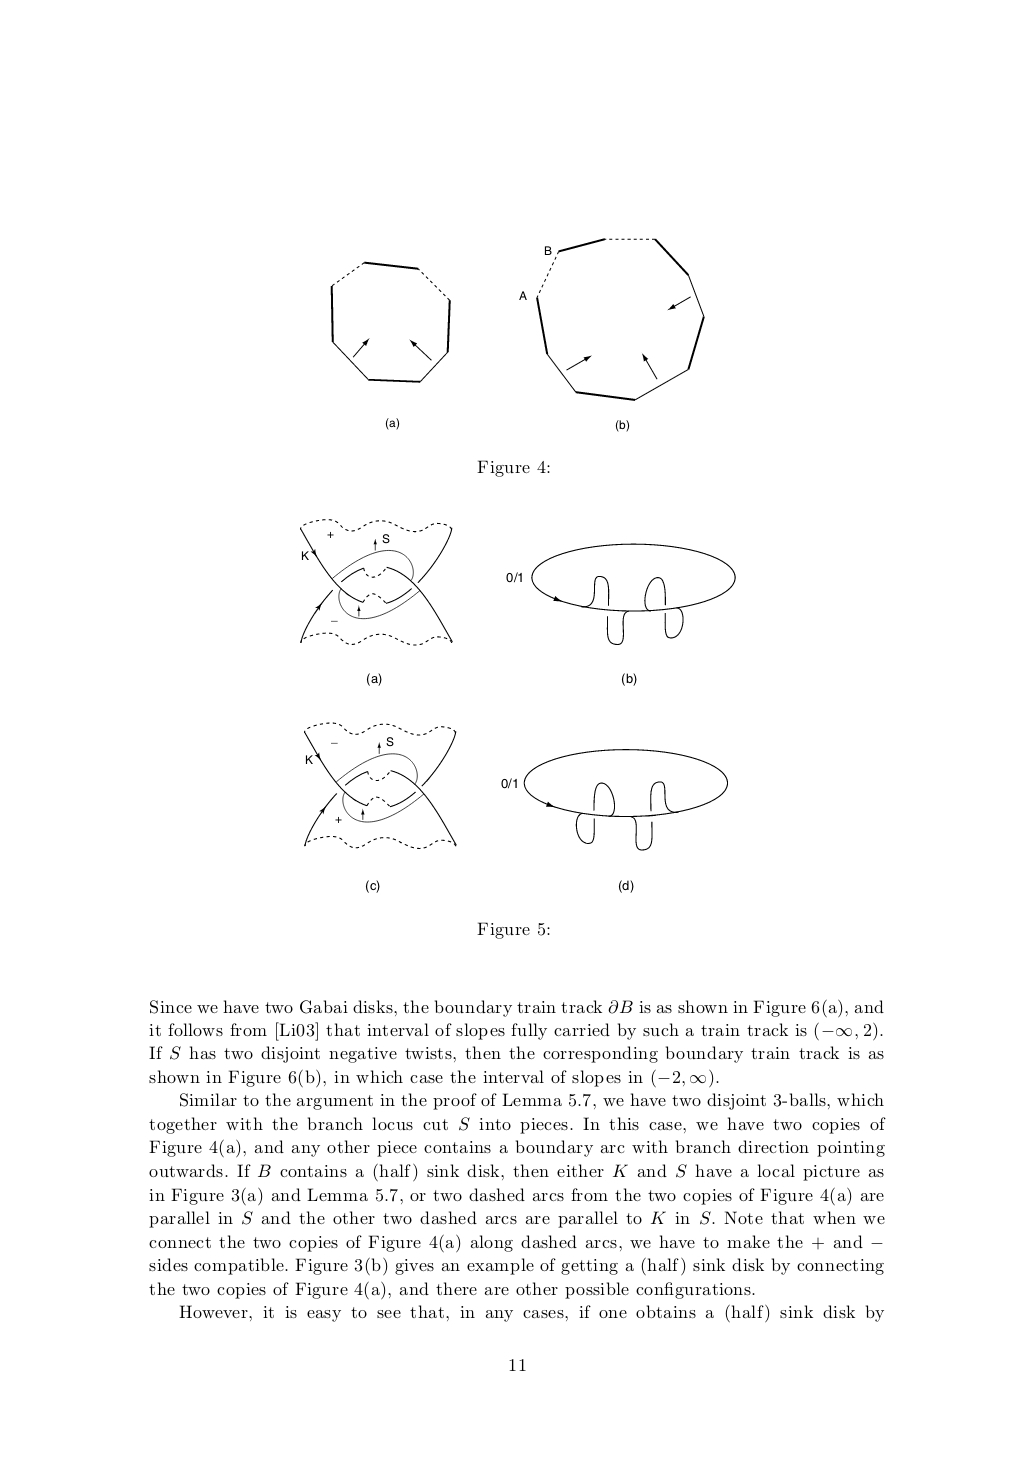 B
A
(a)
(b)
Figure 4:
+
S
K
–
0/1
(a)
(b)
–
S
K
+
0/1
(c)
(d)
Figure 5:
Since we have two Gabai disks, the boundary train track ∂B is as shown in Figure 6(a), and
it follows from [Li03] that interval of slopes fully carried by such a train track is (−∞, 2).
If S has two disjoint negative twists, then the corresponding boundary train track is as
shown in Figure 6(b), in which case the interval of slopes in (−2, ∞).
Similar to the argument in the proof of Lemma 5.7, we have two disjoint 3-balls, which
together with the branch locus cut S into pieces. In this case, we have two copies of
Figure 4(a), and any other piece contains a boundary arc with branch direction pointing
outwards. If B contains a (half) sink disk, then either K and S have a local picture as
in Figure 3(a) and Lemma 5.7, or two dashed arcs from the two copies of Figure 4(a) are
parallel in S and the other two dashed arcs are parallel to K in S. Note that when we
connect the two copies of Figure 4(a) along dashed arcs, we have to make the + and −
sides compatible. Figure 3(b) gives an example of getting a (half) sink disk by connecting
the two copies of Figure 4(a), and there are other possible configurations.
However, it is easy to see that, in any cases, if one obtains a (half) sink disk by
11